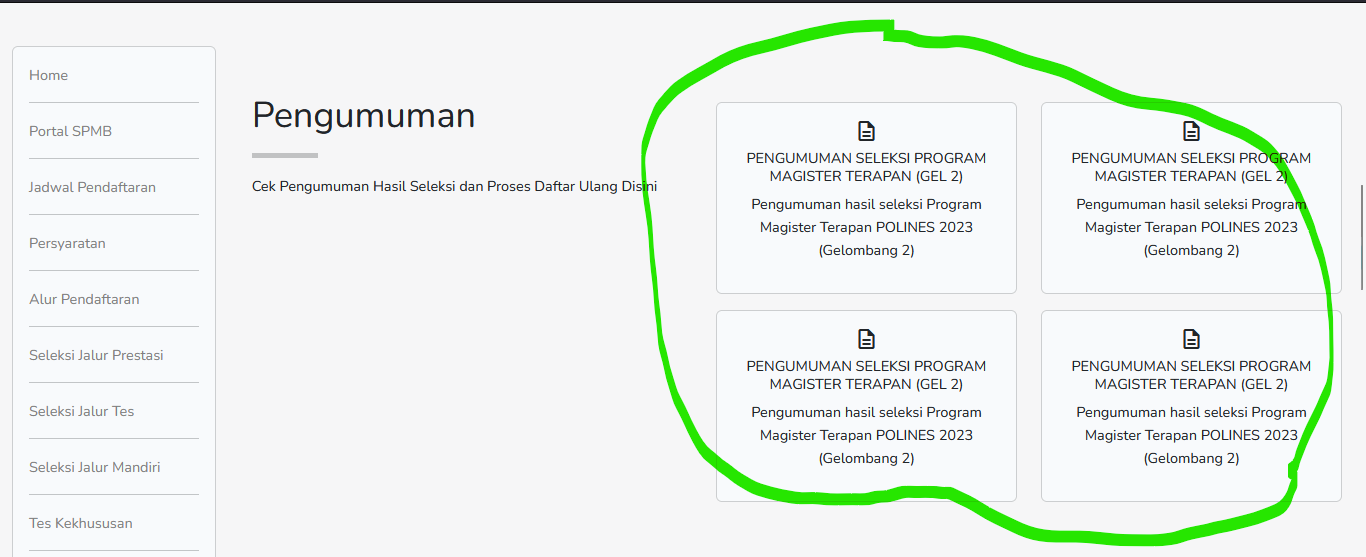 Home
Portal SPMB
Jadwal Pendaftaran
Persyaratan
Alur Pendaftaran
Seleksi Jalur Prestasi
Seleksi Jalur Tes
Seleksi Jalur Mandiri
Tes Kekhususan
Pengumuman
Cek Pengumuman Hasil Seleksi dan Proses Daftar Ulang Disini
PENGUMUMAN SELEKSI PROGRAM
MAGISTER TERAPAN (GEL 2)
Pengumuman hasil seleksi Program
Magister Terapan POLINES 2023
(Gelombang 2)
PENGUMUMAN SELEKSI PROGRAM
MAGISTER TERAPAN (GEL 2)
Pengumuman hasil seleksi Program
Magister Terapan POLINES 2023
(Gelombang 2)
PENGUMUMAN SELEKSI PROGRAM
MAGISTER TERAPAN (GEL 2)
Pengumuman hasil seleksi Program
Magister Terapan POLINES 2023
(Gelombang 2)
PENGUMUMAN SELEKSI PROGRAM
MAGISTER TERAPAN (GEL 2)
Pengumuman hasil seleksi Program
Magister Terapan POLINES 2023
(Gelombang 2)